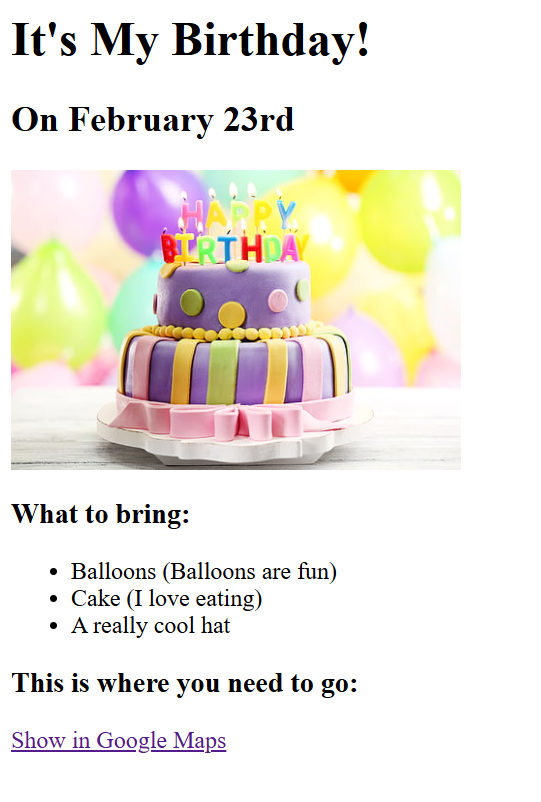 It's My Birthday!
On February 23rd
HAPPY
BIRTHDAY
What to bring:
Balloons (Balloons are fun)
Cake (I love eating)
A really cool hat
This is where you need to go:
Show in Google Maps